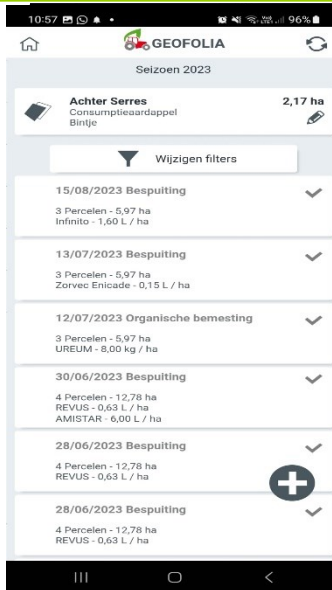 10:57
96%
GEOFOLIA
Seizoen 2023
Achter Serres 2,17 ha
Consumptieaardappel
Bintje
Wijzigen filters
15/08/2023 Bespuiting
3 Percelen - 5,97 ha
Infinito - 1,60 L / ha
13/07/2023 Bespuiting
3 Percelen - 5,97 ha
Zorvec Enicade - 0,15 L / ha
12/07/2023 Organische bemesting
3 Percelen - 5,97 ha
UREUM - 8,00 kg / ha
30/06/2023 Bespuiting
4 Percelen - 12,78 ha
REVUS - 0,63 L / ha
AMISTAR - 6,00 L / ha
28/06/2023 Bespuiting
4 Percelen - 12,78 ha
REVUS - 0,63 L / ha
28/06/2023 Bespuiting
4 Percelen - 12,78 ha
REVUS - 0,63 L / ha